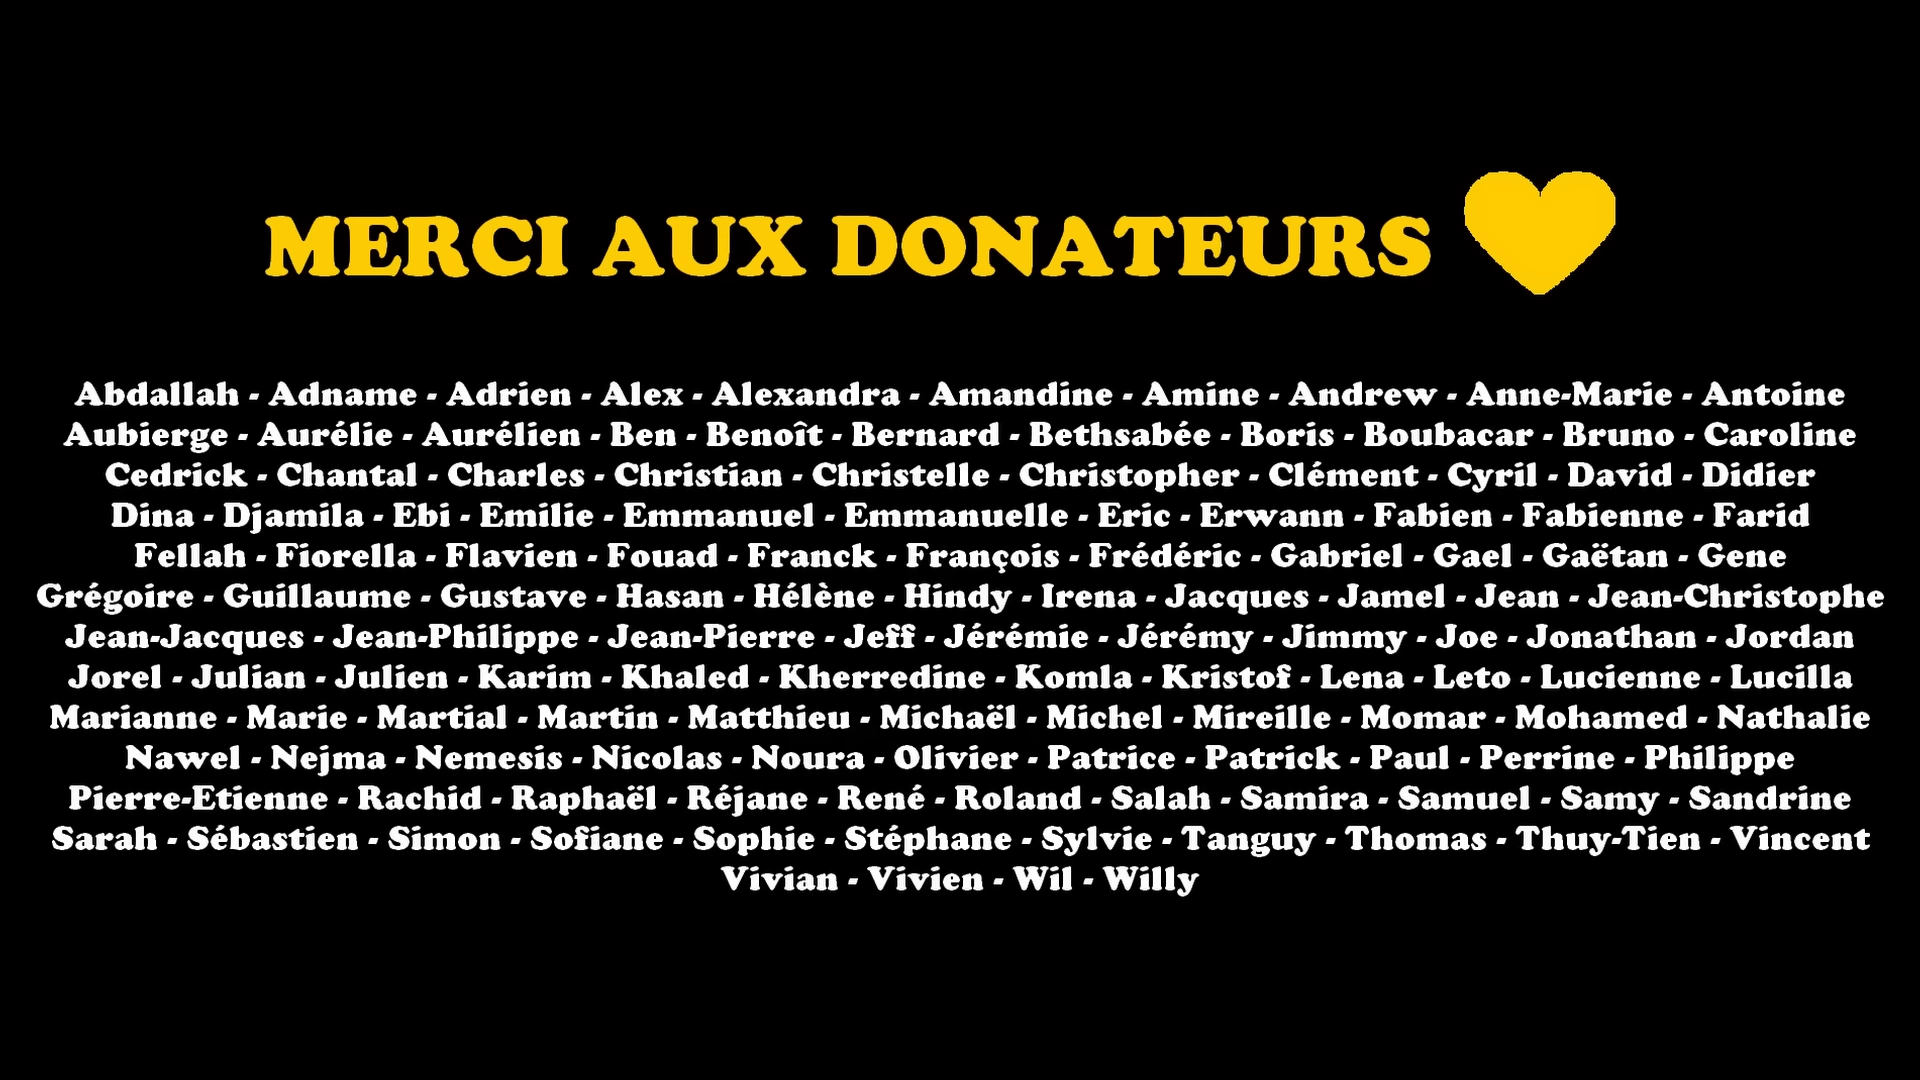 MERCI AUX DONATEURS
Abdallah - Adname - Adrien - Alex - Alexandra - Amandine - Amine - Andrew - Anne-Marie - Antoine
Aubierge - Aurélie - Aurélien - Ben - Benoît - Bernard - Bethsabée - Boris - Boubacar - Bruno - Caroline
Cedrick - Chantal - Charles - Christian - Christelle - Christopher - Clément - Cyril - David - Didier
Dina - Djamila - Ebi - Emilie - Emmanuel - Emmanuelle - Eric - Erwann - Fabien - Fabienne - Farid
Fellah - Fiorella - Flavien - Fouad - Franck - François - Frédéric - Gabriel - Gael - Gaëtan - Gene
Grégoire - Guillaume - Gustave - Hasan - Hélène - Hindy - Irena - Jacques - Jamel - Jean - Jean-Christophe
Jean-Jacques - Jean-Philippe - Jean-Pierre - Jeff - Jérémie - Jérémy - Jimmy - Joe - Jonathan - Jordan
Jorel - Julian - Julien - Karim - Khaled - Kherredine - Komla - Kristof - Lena - Leto - Lucienne - Lucilla
Marianne - Marie - Martial - Martin - Matthieu - Michaël - Michel - Mireille - Momar - Mohamed - Nathalie
Nawel - Nejma - Nemesis - Nicolas - Noura - Olivier - Patrice - Patrick - Paul - Perrine - Philippe
Pierre-Etienne - Rachid - Raphaël - Réjane - René - Roland - Salah - Samira - Samuel - Samy - Sandrine
Sarah - Sébastien - Simon - Sofiane - Sophie - Stéphane - Sylvie - Tanguy - Thomas - Thuy-Tien - Vincent
Vivian - Vivien - Wil - Willy